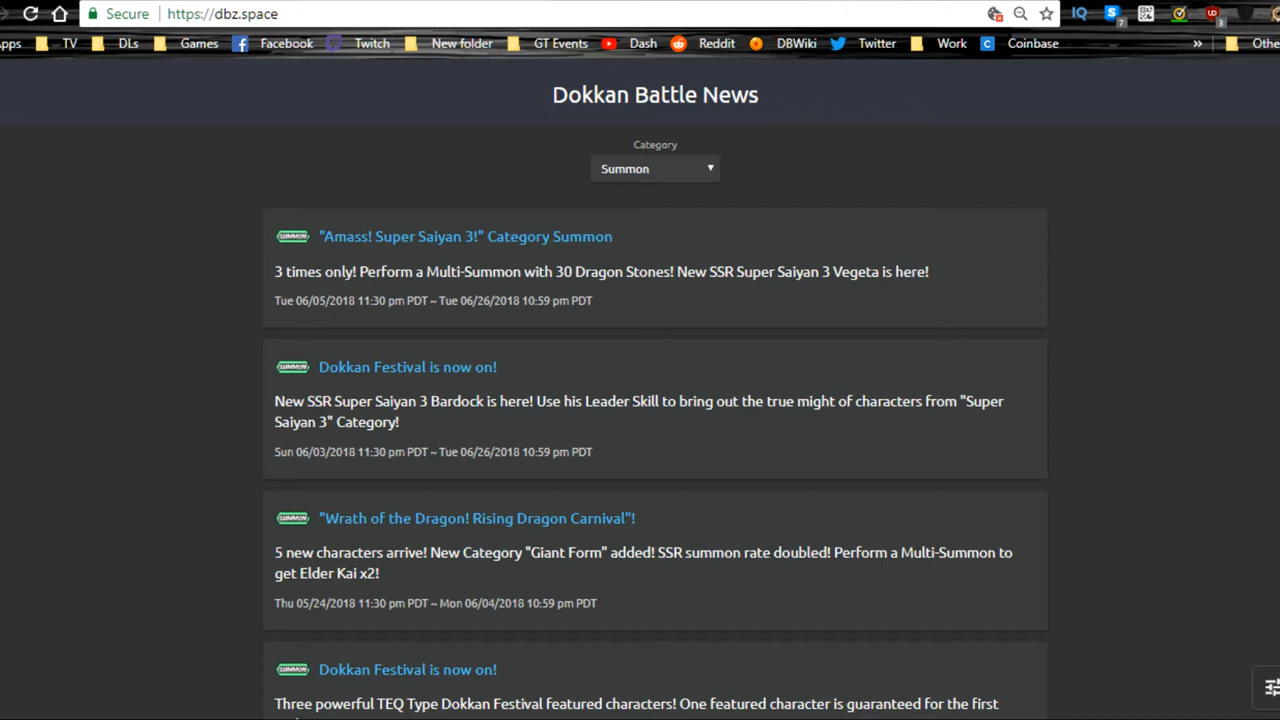 Secure https://dbz.space
Apps TV DLs Games Facebook Twitch New folder GT Events Dash Reddit DBWiki Twitter Work Coinbase » Othe
Dokkan Battle News
Category
Summon
SUMMON "Amass! Super Saiyan 3!" Category Summon
3 times only! Perform a Multi-Summon with 30 Dragon Stones! New SSR Super Saiyan 3 Vegeta is here!
Tue 06/05/2018 11:30 pm PDT ~ Tue 06/26/2018 10:59 pm PDT
SUMMON Dokkan Festival is now on!
New SSR Super Saiyan 3 Bardock is here! Use his Leader Skill to bring out the true might of characters from "Super
Saiyan 3" Category!
Sun 06/03/2018 11:30 pm PDT ~ Tue 06/26/2018 10:59 pm PDT
SUMMON "Wrath of the Dragon! Rising Dragon Carnival"!
5 new characters arrive! New Category "Giant Form" added! SSR summon rate doubled! Perform a Multi-Summon to
get Elder Kai x2!
Thu 05/24/2018 11:30 pm PDT ~ Mon 06/04/2018 10:59 pm PDT
SUMMON Dokkan Festival is now on!
Three powerful TEQ Type Dokkan Festival featured characters! One featured character is guaranteed for the first